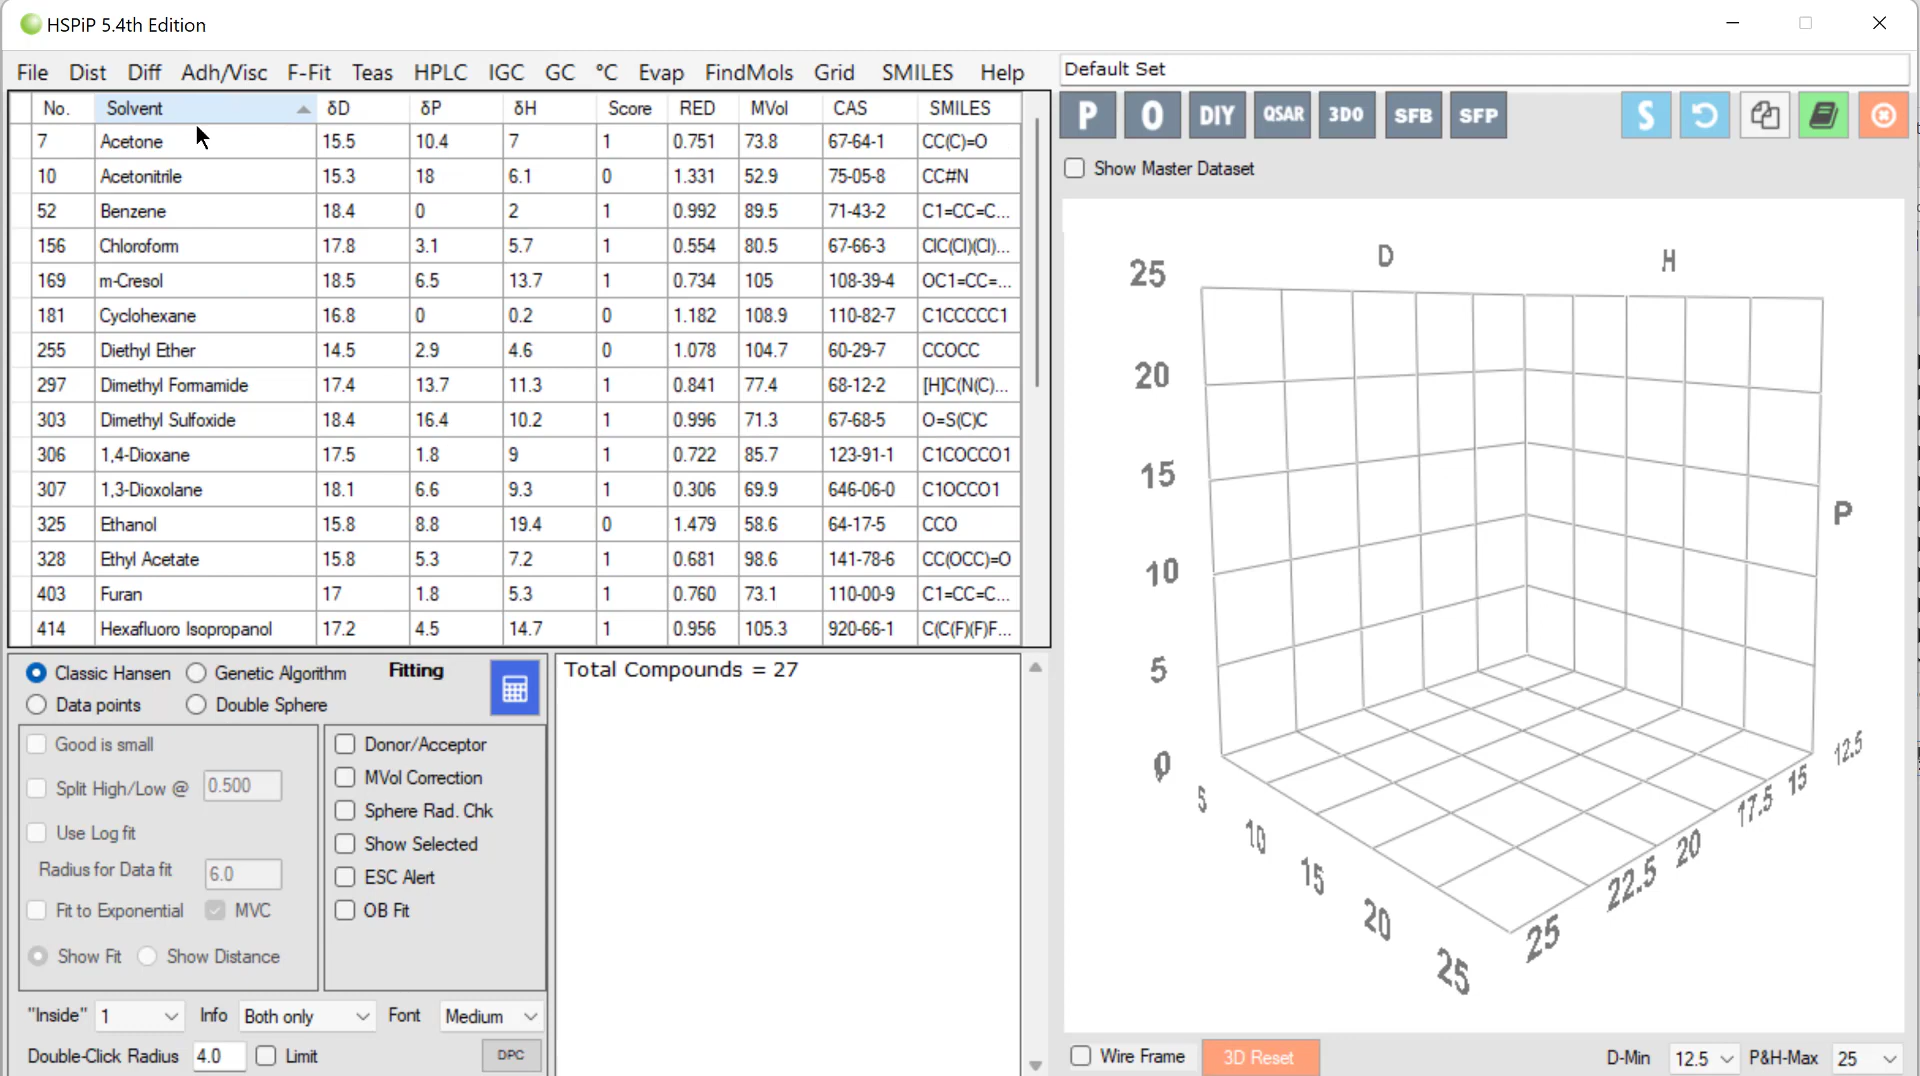 HSPiP 5.4th Edition
File Dist Diff Adh/Visc F-Fit Teas HPLC IGC GC °C Evap FindMols Grid SMILES Help
Default Set
P O DIY QSAR 3DO SFB SFP S
Show Master Dataset
No. Solvent δD δP δH Score RED MVol CAS SMILES
7 Acetone 15.5 10.4 7 1 0.751 73.8 67-64-1 CC(C)=O
10 Acetonitrile 15.3 18 6.1 0 1.331 52.9 75-05-8 CC#N
52 Benzene 18.4 0 2 1 0.992 89.5 71-43-2 C1=CC=C...
156 Chloroform 17.8 3.1 5.7 1 0.554 80.5 67-66-3 ClC(Cl)(Cl)...
169 m-Cresol 18.5 6.5 13.7 1 0.734 105 108-39-4 OC1=CC=...
181 Cyclohexane 16.8 0 0.2 0 1.182 108.9 110-82-7 C1CCCCC1
255 Diethyl Ether 14.5 2.9 4.6 0 1.078 104.7 60-29-7 CCOCC
297 Dimethyl Formamide 17.4 13.7 11.3 1 0.841 77.4 68-12-2 [H]C(N(C)...
303 Dimethyl Sulfoxide 18.4 16.4 10.2 1 0.996 71.3 67-68-5 O=S(C)C
306 1,4-Dioxane 17.5 1.8 9 1 0.722 85.7 123-91-1 C1COCCO1
307 1,3-Dioxolane 18.1 6.6 9.3 1 0.306 69.9 646-06-0 C1OCCO1
325 Ethanol 15.8 8.8 19.4 0 1.479 58.6 64-17-5 CCO
328 Ethyl Acetate 15.8 5.3 7.2 1 0.681 98.6 141-78-6 CC(OCC)=O
403 Furan 17 1.8 5.3 1 0.760 73.1 110-00-9 C1=CC=C...
414 Hexafluoro Isopropanol 17.2 4.5 14.7 1 0.956 105.3 920-66-1 C(C(F)(F)F...
Classic Hansen Genetic Algorithm Fitting
Data points Double Sphere
Good is small
Split High/Low @ 0.500
Use Log fit
Radius for Data fit 6.0
Fit to Exponential MVC
Show Fit Show Distance
Donor/Acceptor
MVol Correction
Sphere Rad. Chk
Show Selected
ESC Alert
OB Fit
"Inside" 1 Info Both only Font Medium
Double-Click Radius 4.0 Limit DPC
Total Compounds = 27
D H
25
20
15
P
10
5
0
5 10 15 20 25
25 22.5 20 17.5 15 12.5
Wire Frame 3D Reset D-Min 12.5 P&H-Max 25